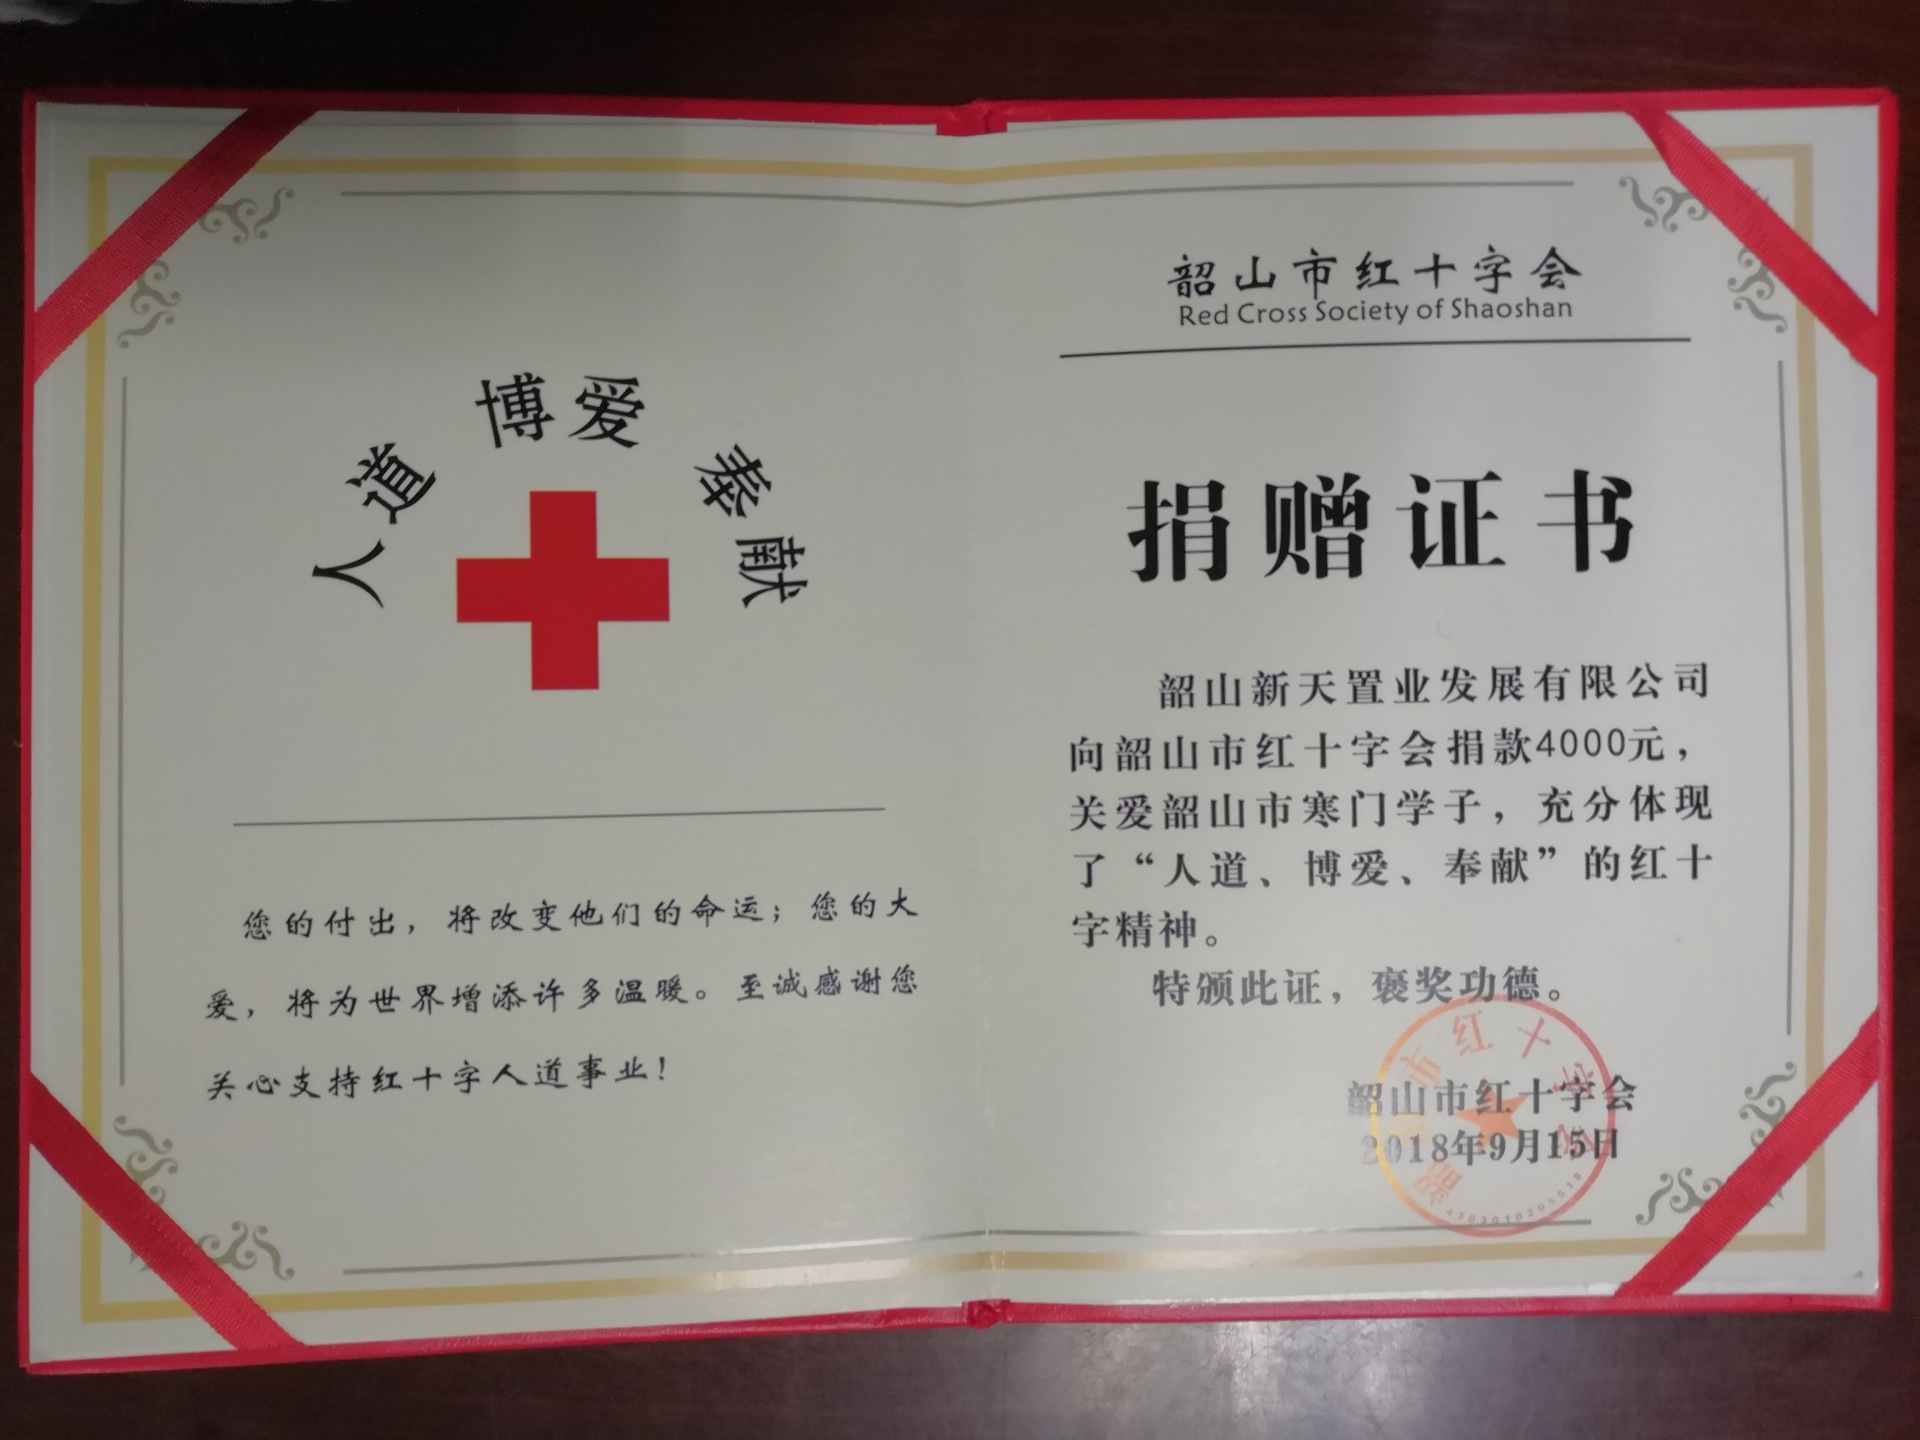 人道 博爱 奉献
您的付出，将改变他们的命运；您的大
爱，将为世界增添许多温暖。至诚感谢您
关心支持红十字人道事业！
韶山市红十字会
Red Cross Society of Shaoshan
捐赠证书
韶山新天置业发展有限公司
向韶山市红十字会捐款4000元，
关爱韶山市寒门学子，充分体现
了“人道、博爱、奉献”的红十
字精神。
特颁此证，褒奖功德。
韶山市红十字会
2018年9月15日
韶山市红十字会